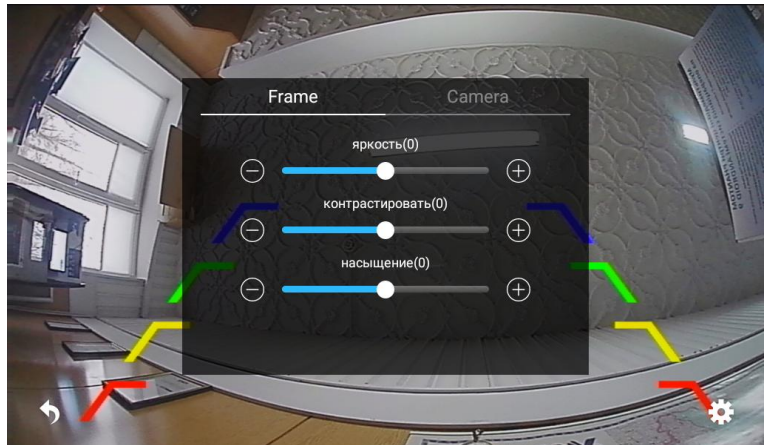 Frame
Camera
яркость(0)
контрастировать(0)
насыщение(0)